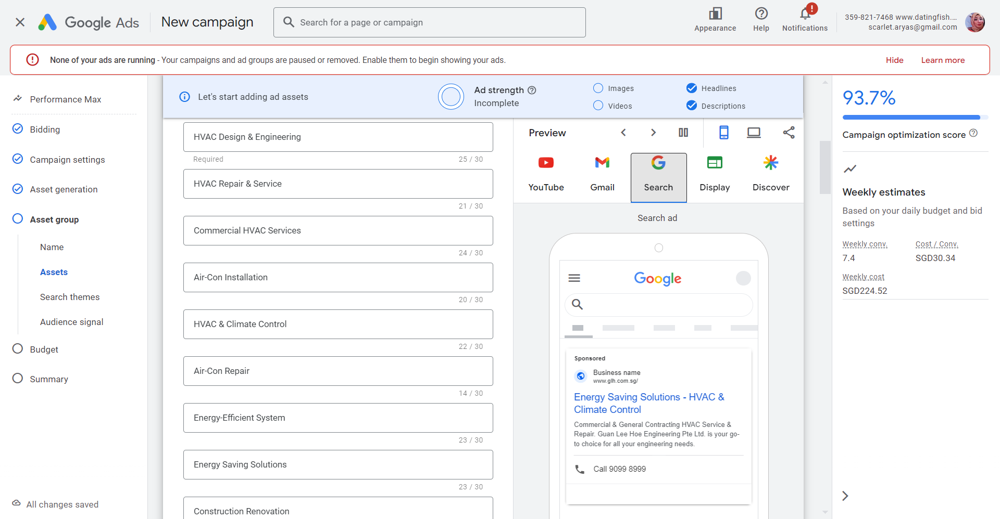 Google Ads
New campaign
Search for a page or campaign
Appearance
Help
Notifications
359-821-7468 www.datingfish....
scarlet.aryas@gmail.com
None of your ads are running - Your campaigns and ad groups are paused or removed. Enable them to begin showing your ads.
Hide
Learn more
Performance Max
Bidding
Campaign settings
Asset generation
Asset group
Name
Assets
Search themes
Audience signal
Budget
Summary
All changes saved
Let's start adding ad assets
Ad strength
Incomplete
Images
Videos
Headlines
Descriptions
HVAC Design & Engineering
Required
25 / 30
HVAC Repair & Service
21 / 30
Commercial HVAC Services
24 / 30
Air-Con Installation
20 / 30
HVAC & Climate Control
22 / 30
Air-Con Repair
14 / 30
Energy-Efficient System
23 / 30
Energy Saving Solutions
23 / 30
Construction Renovation
Preview
YouTube
Gmail
Search
Display
Discover
Search ad
Google
Sponsored
Business name
www.glh.com.sg/
Energy Saving Solutions - HVAC &
Climate Control
Commercial & General Contracting HVAC Service &
Repair. Guan Lee Hoe Engineering Pte Ltd. is your go-
to choice for all your engineering needs.
Call 9099 8999
93.7%
Campaign optimization score
Weekly estimates
Based on your daily budget and bid
settings
Weekly conv.
7.4
Cost / Conv.
SGD30.34
Weekly cost
SGD224.52